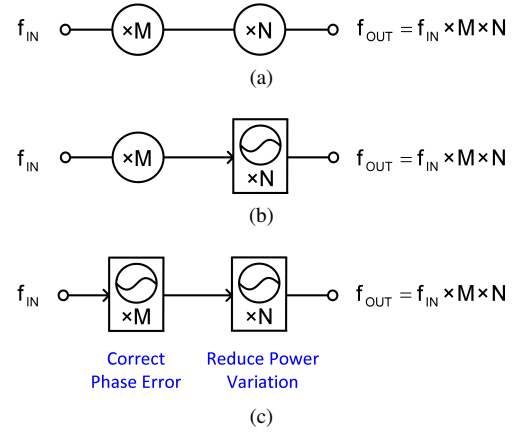 f_IN ×M ×N f_OUT = f_IN ×M×N
(a)
f_IN ×M ×N f_OUT = f_IN ×M×N
(b)
f_IN ×M ×N f_OUT = f_IN ×M×N
Correct Reduce Power
Phase Error Variation
(c)